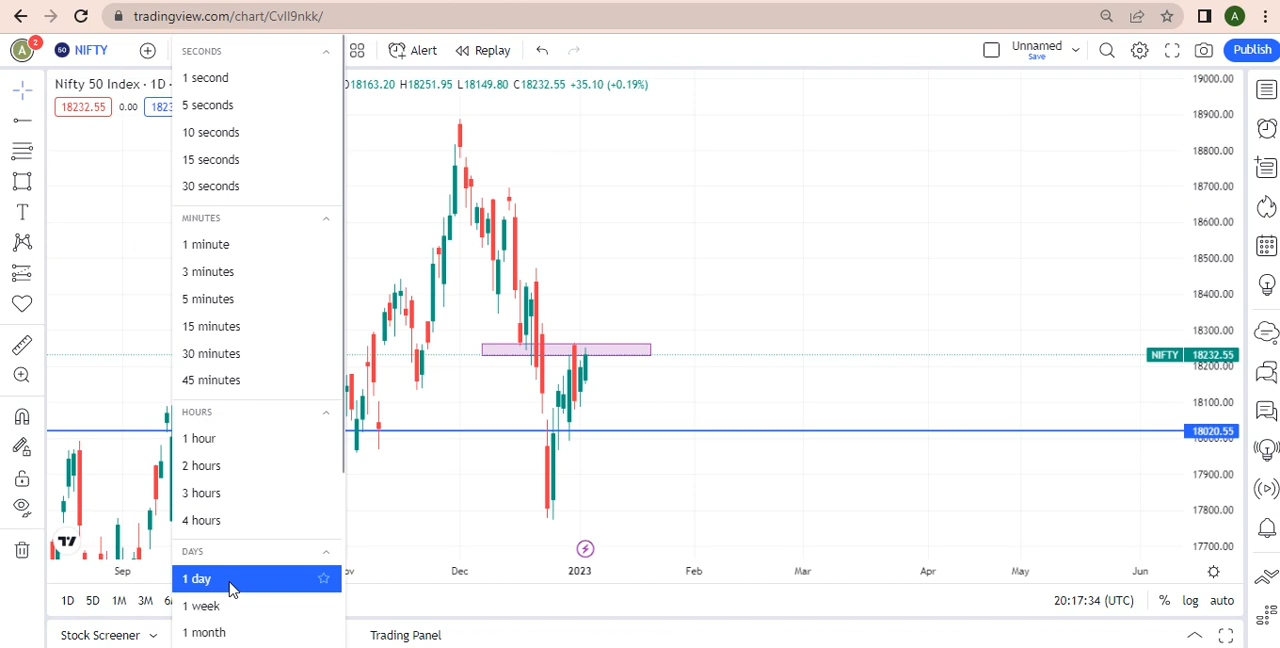 tradingview.com/chart/Cvll9nkk/
A
A
2
50
NIFTY
Alert
Replay
Unnamed
Save
Publish
Nifty 50 Index · 1D ·
18163.20 H18251.95 L18149.80 C18232.55 +35.10 (+0.19%)
18232.55
0.00
1823
SECONDS
1 second
5 seconds
10 seconds
15 seconds
30 seconds
MINUTES
1 minute
3 minutes
5 minutes
15 minutes
30 minutes
45 minutes
HOURS
1 hour
2 hours
3 hours
4 hours
DAYS
1 day
1 week
1 month
19000.00
18900.00
18800.00
18700.00
18600.00
18500.00
18400.00
18300.00
NIFTY 18232.55
18200.00
18100.00
18020.55
17900.00
17800.00
17700.00
Sep
ov
Dec
2023
Feb
Mar
Apr
May
Jun
1D 5D 1M 3M
20:17:34 (UTC)
% log auto
Stock Screener
Trading Panel